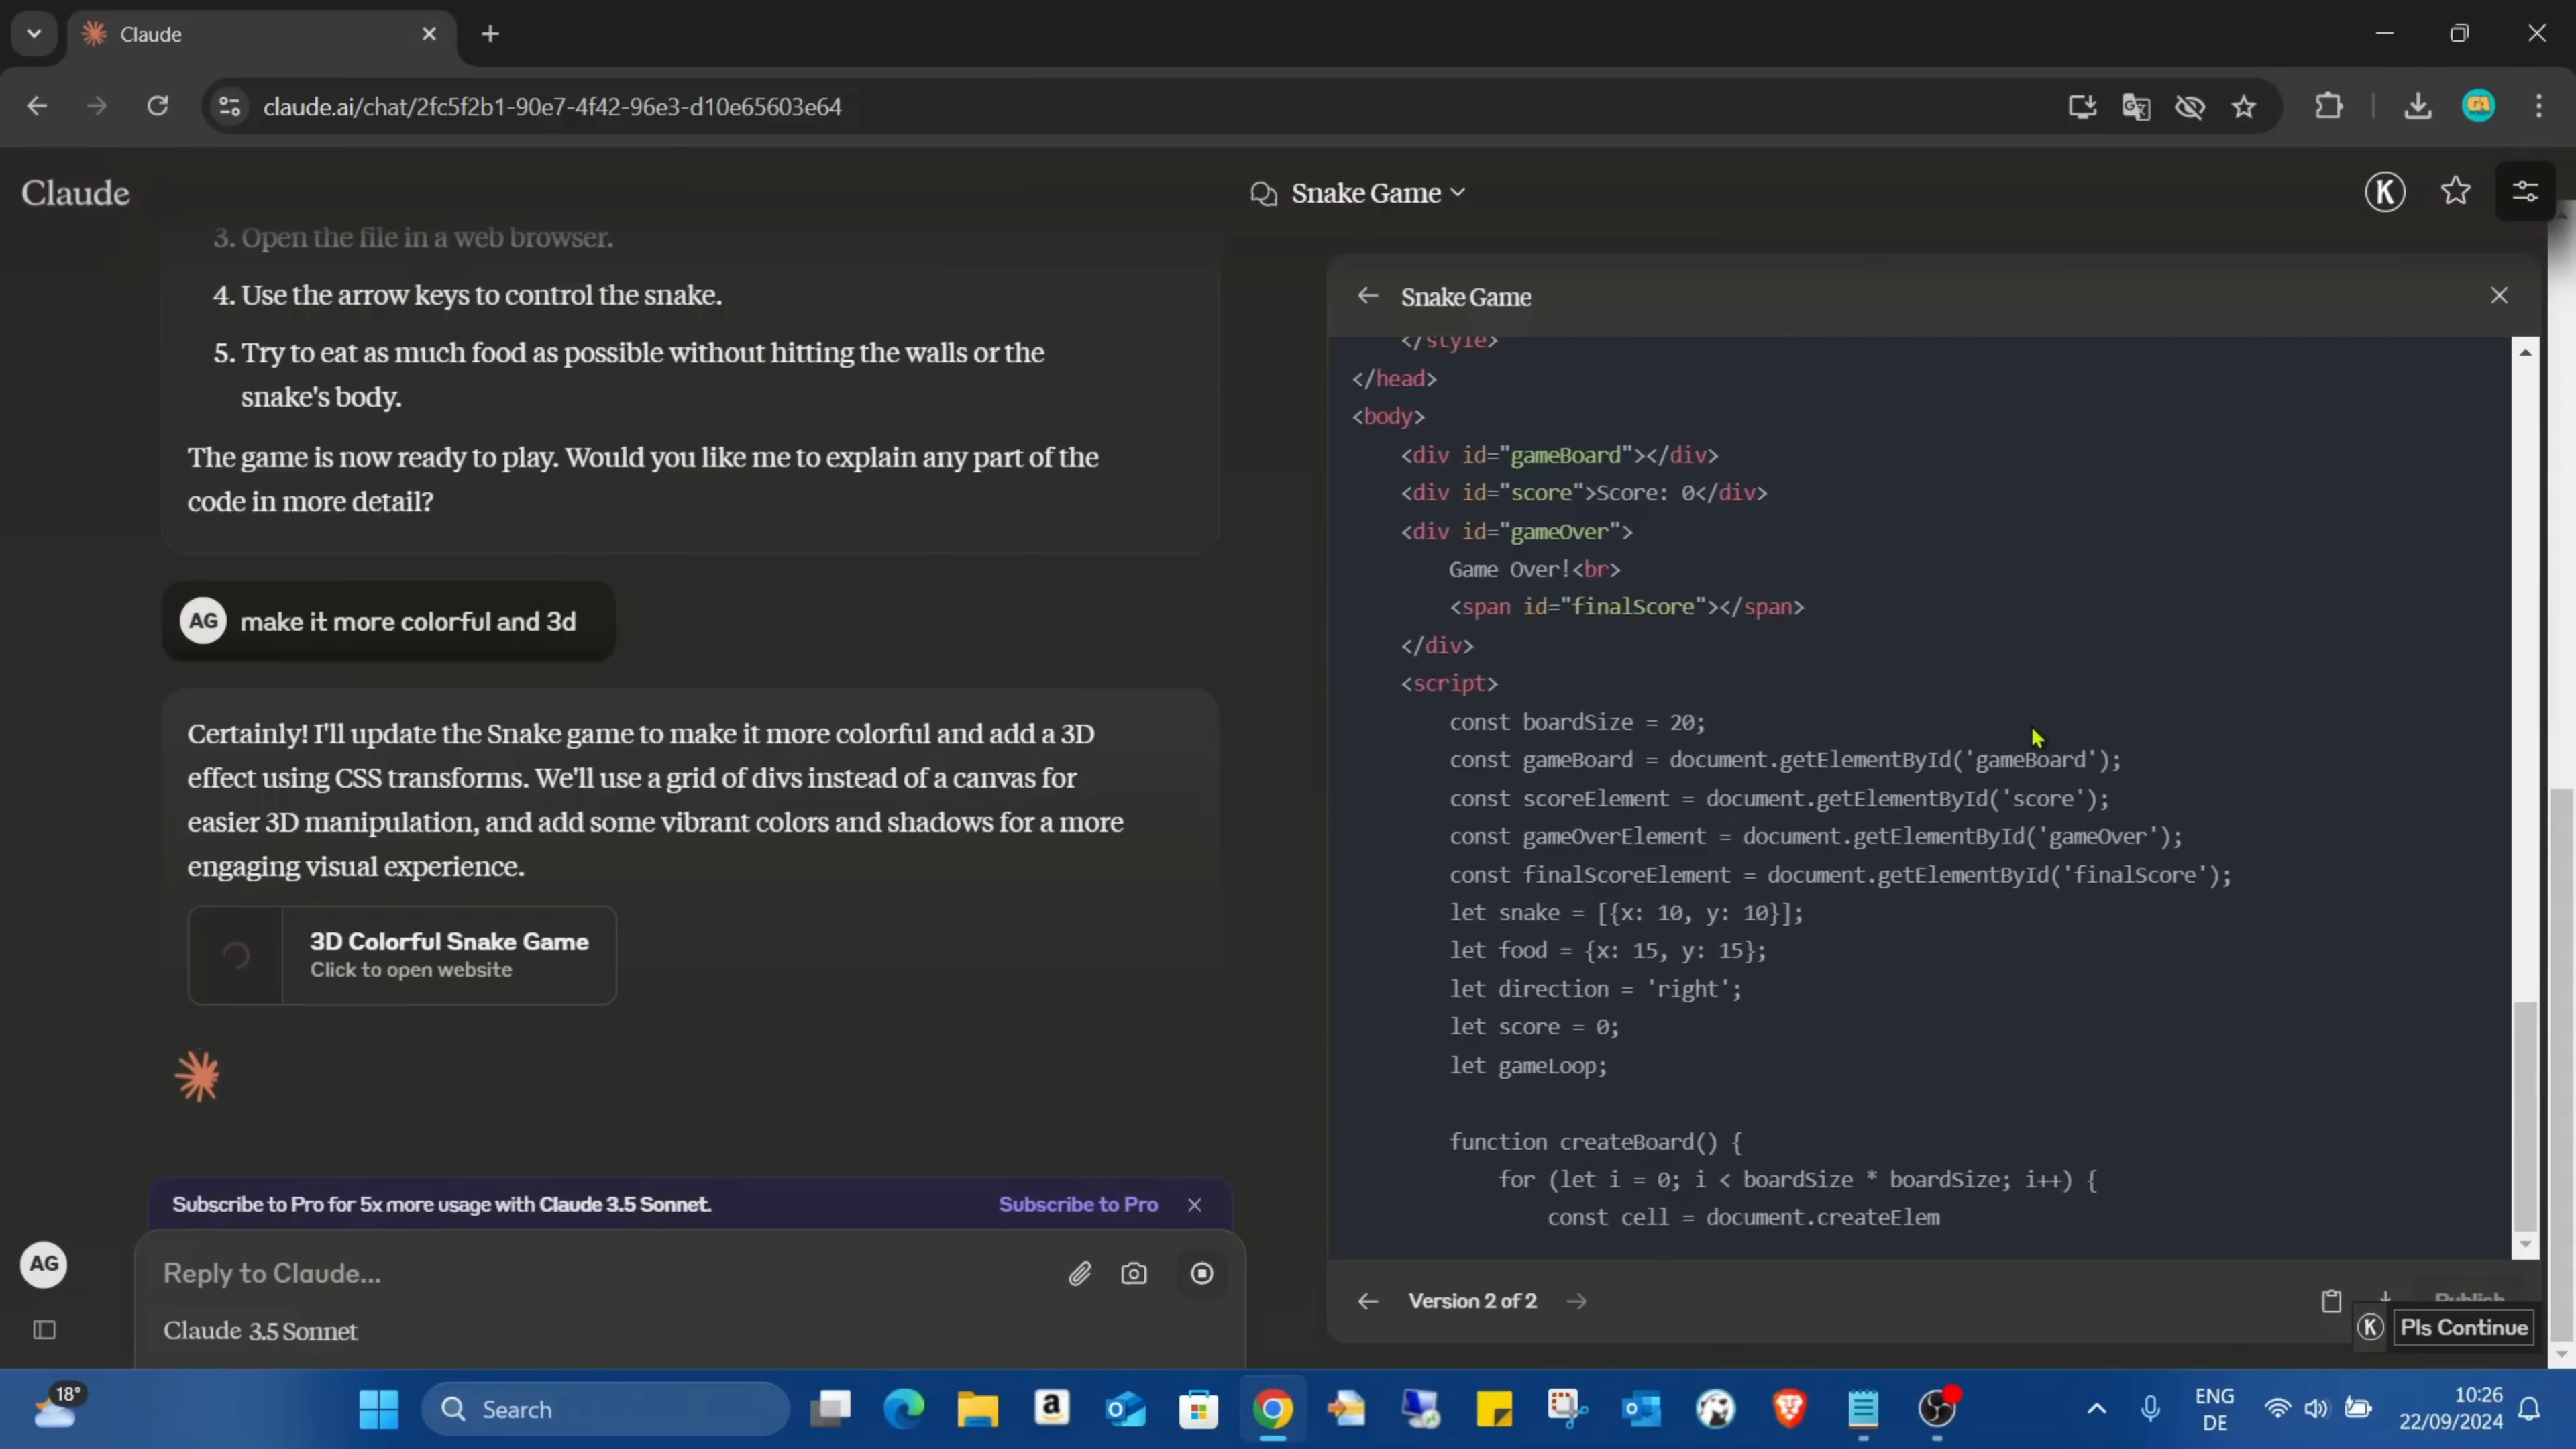 Claude
claude.ai/chat/2fc5f2b1-90e7-4f42-96e3-d10e65603e64
Claude
Snake Game
K
3. Open the file in a web browser.
4. Use the arrow keys to control the snake.
5. Try to eat as much food as possible without hitting the walls or the
snake's body.
The game is now ready to play. Would you like me to explain any part of the
code in more detail?
AG
make it more colorful and 3d
Certainly! I'll update the Snake game to make it more colorful and add a 3D
effect using CSS transforms. We'll use a grid of divs instead of a canvas for
easier 3D manipulation, and add some vibrant colors and shadows for a more
engaging visual experience.
3D Colorful Snake Game
Click to open website
Subscribe to Pro for 5x more usage with Claude 3.5 Sonnet.
Subscribe to Pro
AG
Reply to Claude...
Claude 3.5 Sonnet
Snake Game
</style>
</head>
<body>
<div id="gameBoard"></div>
<div id="score">Score: 0</div>
<div id="gameOver">
Game Over!<br>
<span id="finalScore"></span>
</div>
<script>
const boardSize = 20;
const gameBoard = document.getElementById('gameBoard');
const scoreElement = document.getElementById('score');
const gameOverElement = document.getElementById('gameOver');
const finalScoreElement = document.getElementById('finalScore');
let snake = [{x: 10, y: 10}];
let food = {x: 15, y: 15};
let direction = 'right';
let score = 0;
let gameLoop;
function createBoard() {
for (let i = 0; i < boardSize * boardSize; i++) {
const cell = document.createElem
Version 2 of 2
Publish
K
Pls Continue
18°
Search
a
ENG
DE
10:26
22/09/2024